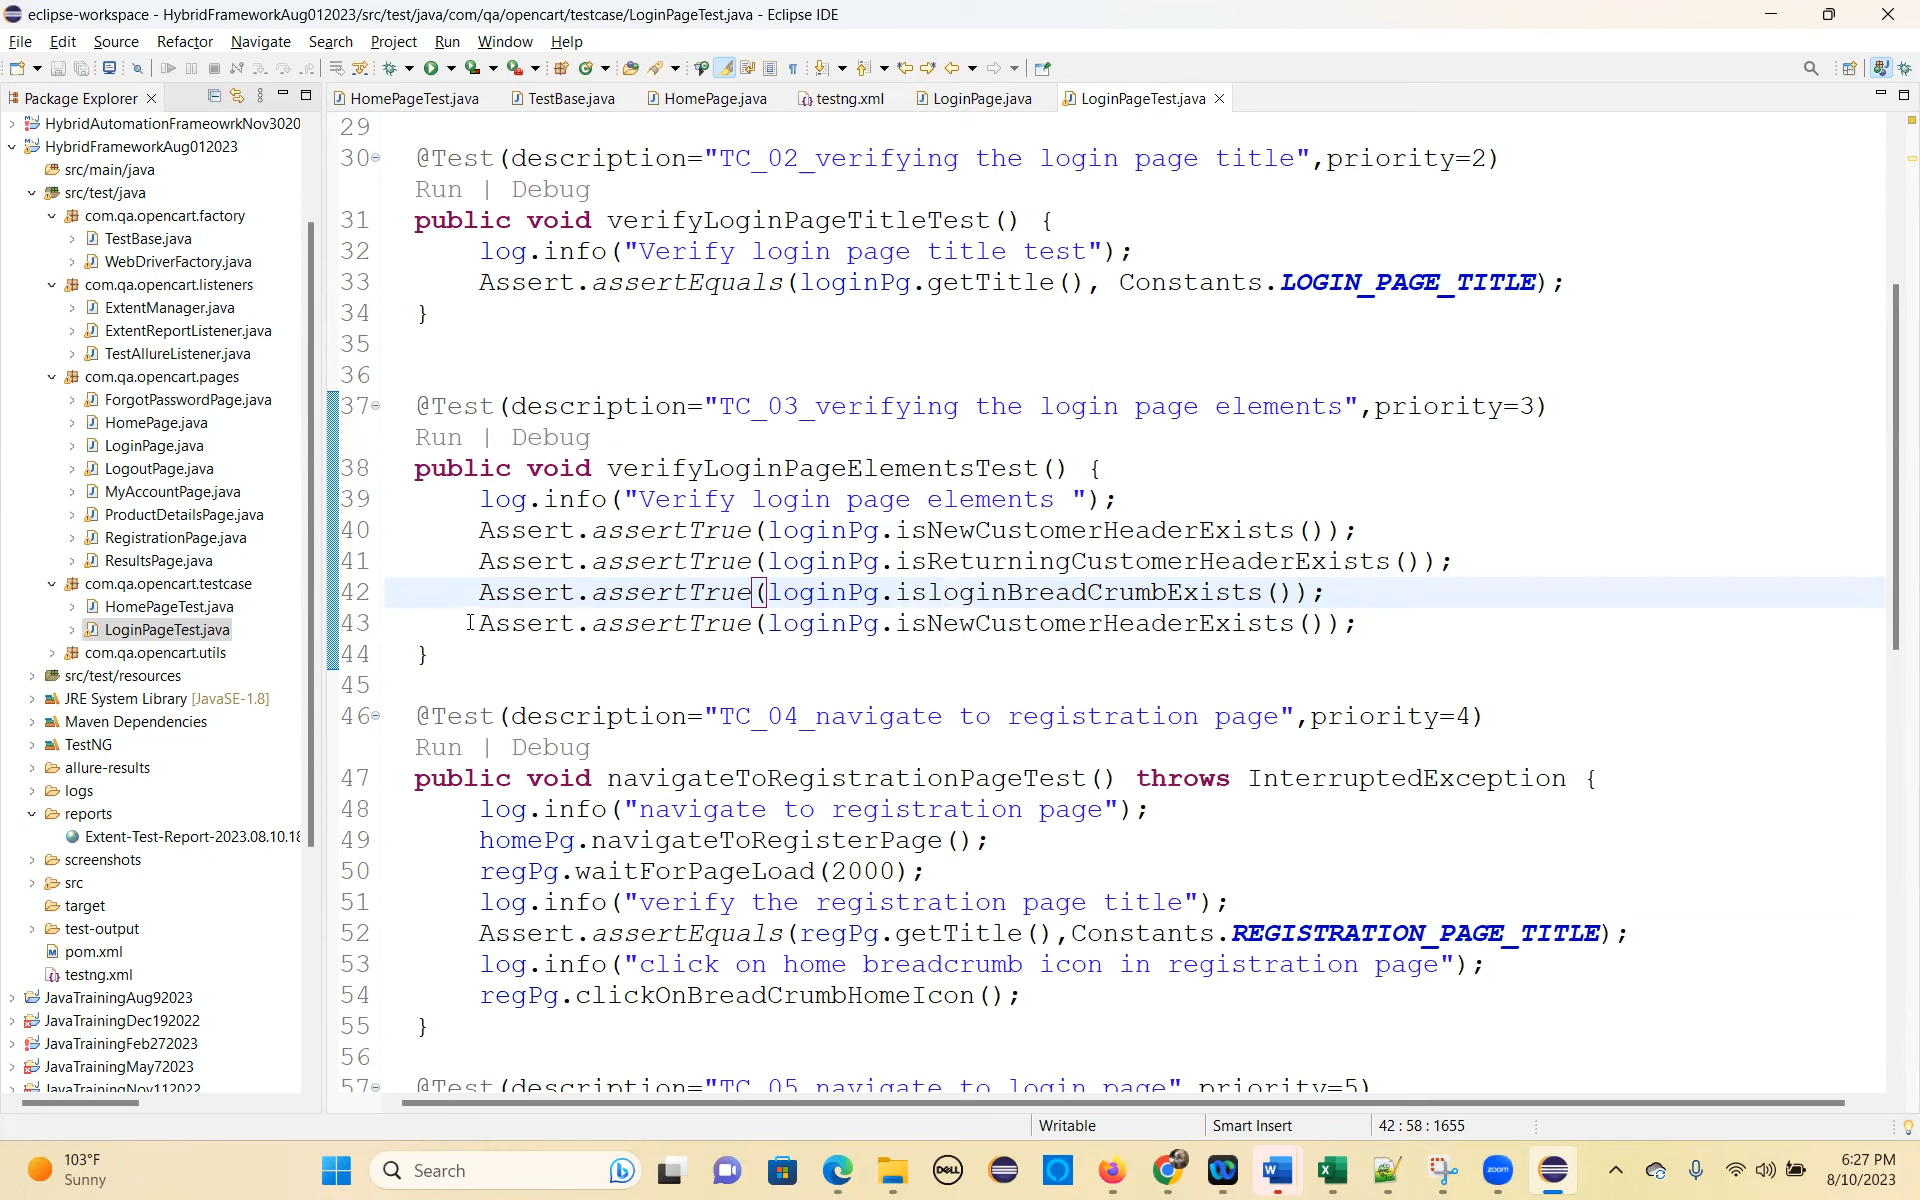 eclipse-workspace - HybridFrameworkAug012023/src/test/java/com/qa/opencart/testcase/LoginPageTest.java - Eclipse IDE
File Edit Source Refactor Navigate Search Project Run Window Help
Package Explorer
HomePageTest.java TestBase.java HomePage.java testng.xml LoginPage.java LoginPageTest.java
HybridAutomationFrameowrkNov3020
HybridFrameworkAug012023
src/main/java
src/test/java
com.qa.opencart.factory
TestBase.java
WebDriverFactory.java
com.qa.opencart.listeners
ExtentManager.java
ExtentReportListener.java
TestAllureListener.java
com.qa.opencart.pages
ForgotPasswordPage.java
HomePage.java
LoginPage.java
LogoutPage.java
MyAccountPage.java
ProductDetailsPage.java
RegistrationPage.java
ResultsPage.java
com.qa.opencart.testcase
HomePageTest.java
LoginPageTest.java
com.qa.opencart.utils
src/test/resources
JRE System Library [JavaSE-1.8]
Maven Dependencies
TestNG
allure-results
logs
reports
Extent-Test-Report-2023.08.10.18
screenshots
src
target
test-output
pom.xml
testng.xml
JavaTrainingAug92023
JavaTrainingDec192022
JavaTrainingFeb272023
JavaTrainingMay72023
JavaTrainingNov112022
29
30 @Test(description="TC_02_verifying the login page title",priority=2)
Run | Debug
31 public void verifyLoginPageTitleTest() {
32 log.info("Verify login page title test");
33 Assert.assertEquals(loginPg.getTitle(), Constants.LOGIN_PAGE_TITLE);
34 }
35
36
37 @Test(description="TC_03_verifying the login page elements",priority=3)
Run | Debug
38 public void verifyLoginPageElementsTest() {
39 log.info("Verify login page elements ");
40 Assert.assertTrue(loginPg.isNewCustomerHeaderExists());
41 Assert.assertTrue(loginPg.isReturningCustomerHeaderExists());
42 Assert.assertTrue(loginPg.isloginBreadCrumbExists());
43 Assert.assertTrue(loginPg.isNewCustomerHeaderExists());
44 }
45
46 @Test(description="TC_04_navigate to registration page",priority=4)
Run | Debug
47 public void navigateToRegistrationPageTest() throws InterruptedException {
48 log.info("navigate to registration page");
49 homePg.navigateToRegisterPage();
50 regPg.waitForPageLoad(2000);
51 log.info("verify the registration page title");
52 Assert.assertEquals(regPg.getTitle(),Constants.REGISTRATION_PAGE_TITLE);
53 log.info("click on home breadcrumb icon in registration page");
54 regPg.clickOnBreadCrumbHomeIcon();
55 }
56
57 @Test(description="TC_05_navigate to login page",priority=5)
Writable Smart Insert 42 : 58 : 1655
103°F
Sunny
Search
DELL
zoom
6:27 PM
8/10/2023